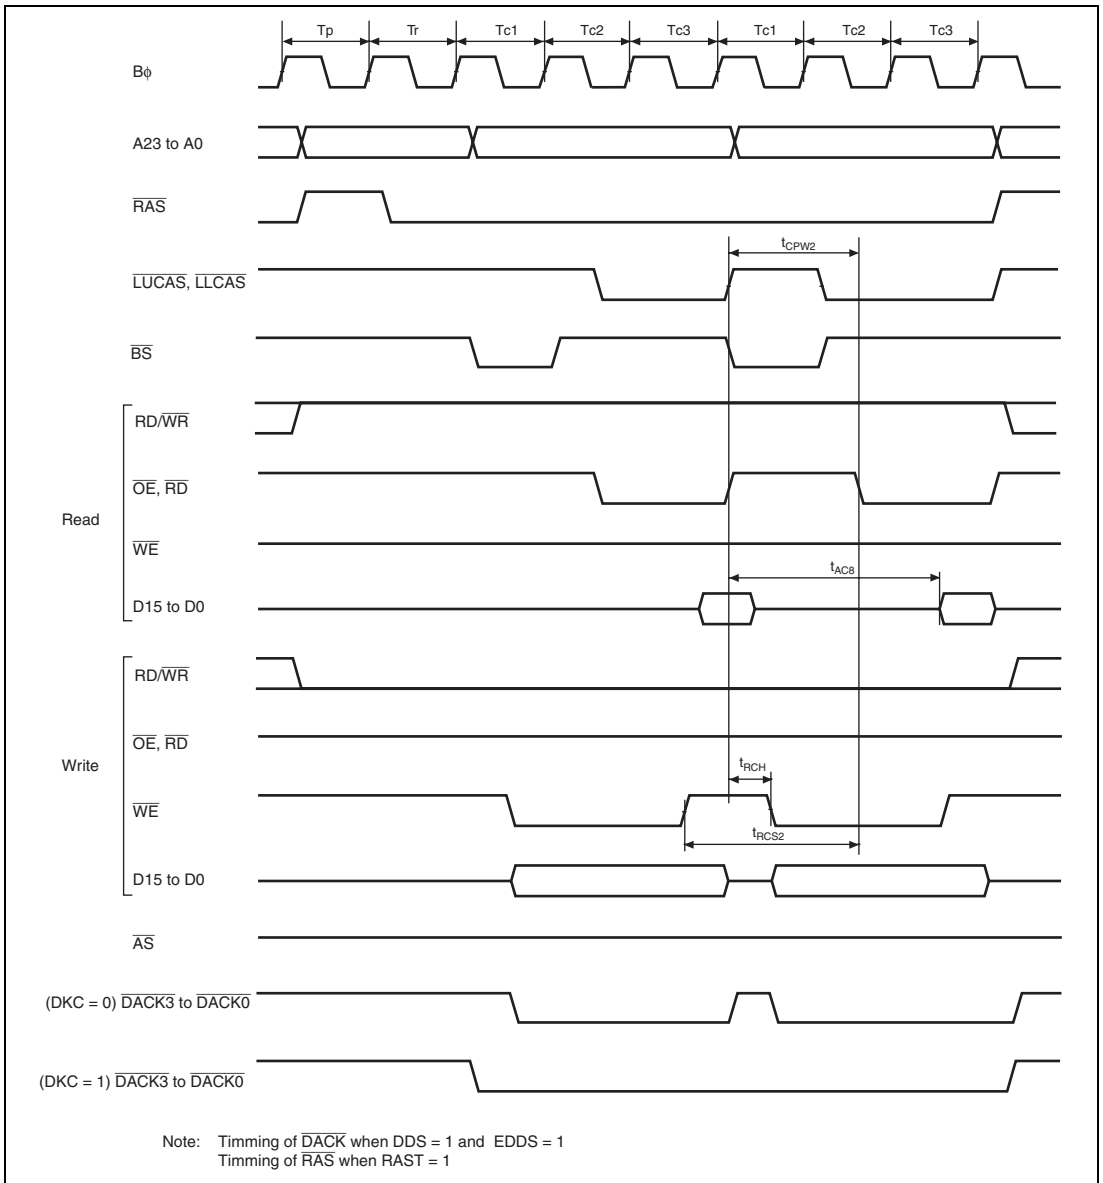 Tp Tr Tc1 Tc2 Tc3 Tc1 Tc2 Tc3
Bϕ
A23 to A0
RAS
tCPW2
LUCAS, LLCAS
BS
RD/WR
OE, RD
Read
WE
tAC8
D15 to D0
RD/WR
OE, RD
Write
tRCH
WE
tRCS2
D15 to D0
AS
(DKC = 0) DACK3 to DACK0
(DKC = 1) DACK3 to DACK0
Note: Timming of DACK when DDS = 1 and EDDS = 1
Timming of RAS when RAST = 1